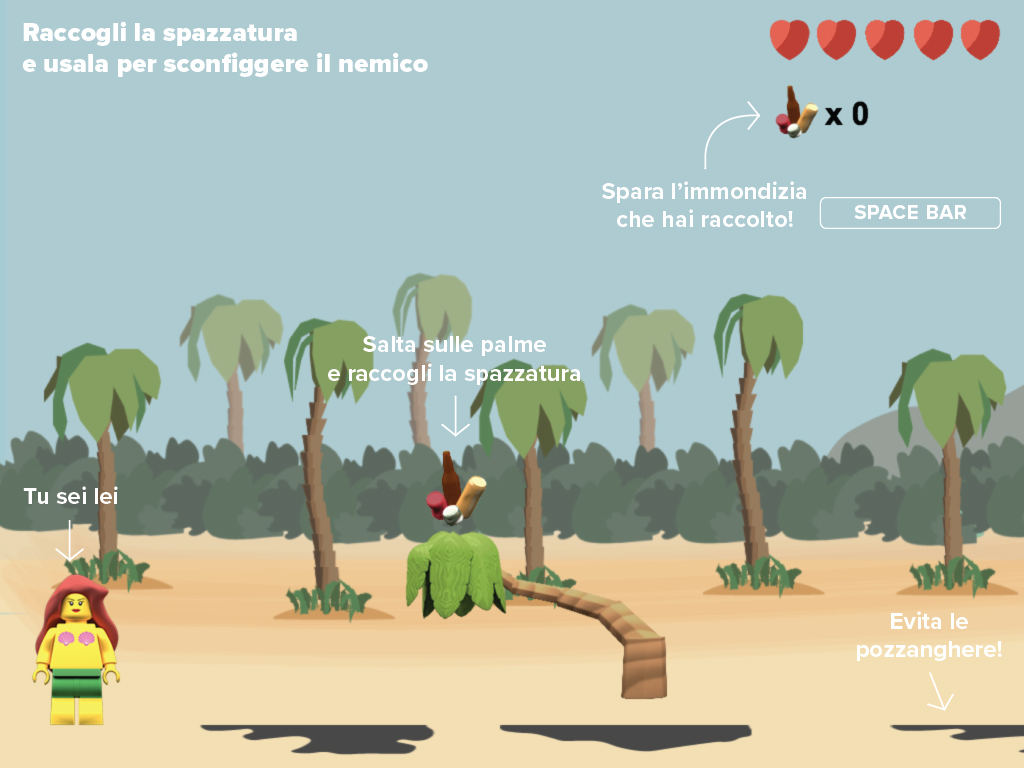 Raccogli la spazzatura
e usala per sconfiggere il nemico
x 0
Spara l'immondizia
che hai raccolto!
SPACE BAR
Salta sulle palme
e raccogli la spazzatura
Tu sei lei
Evita le
pozzanghere!